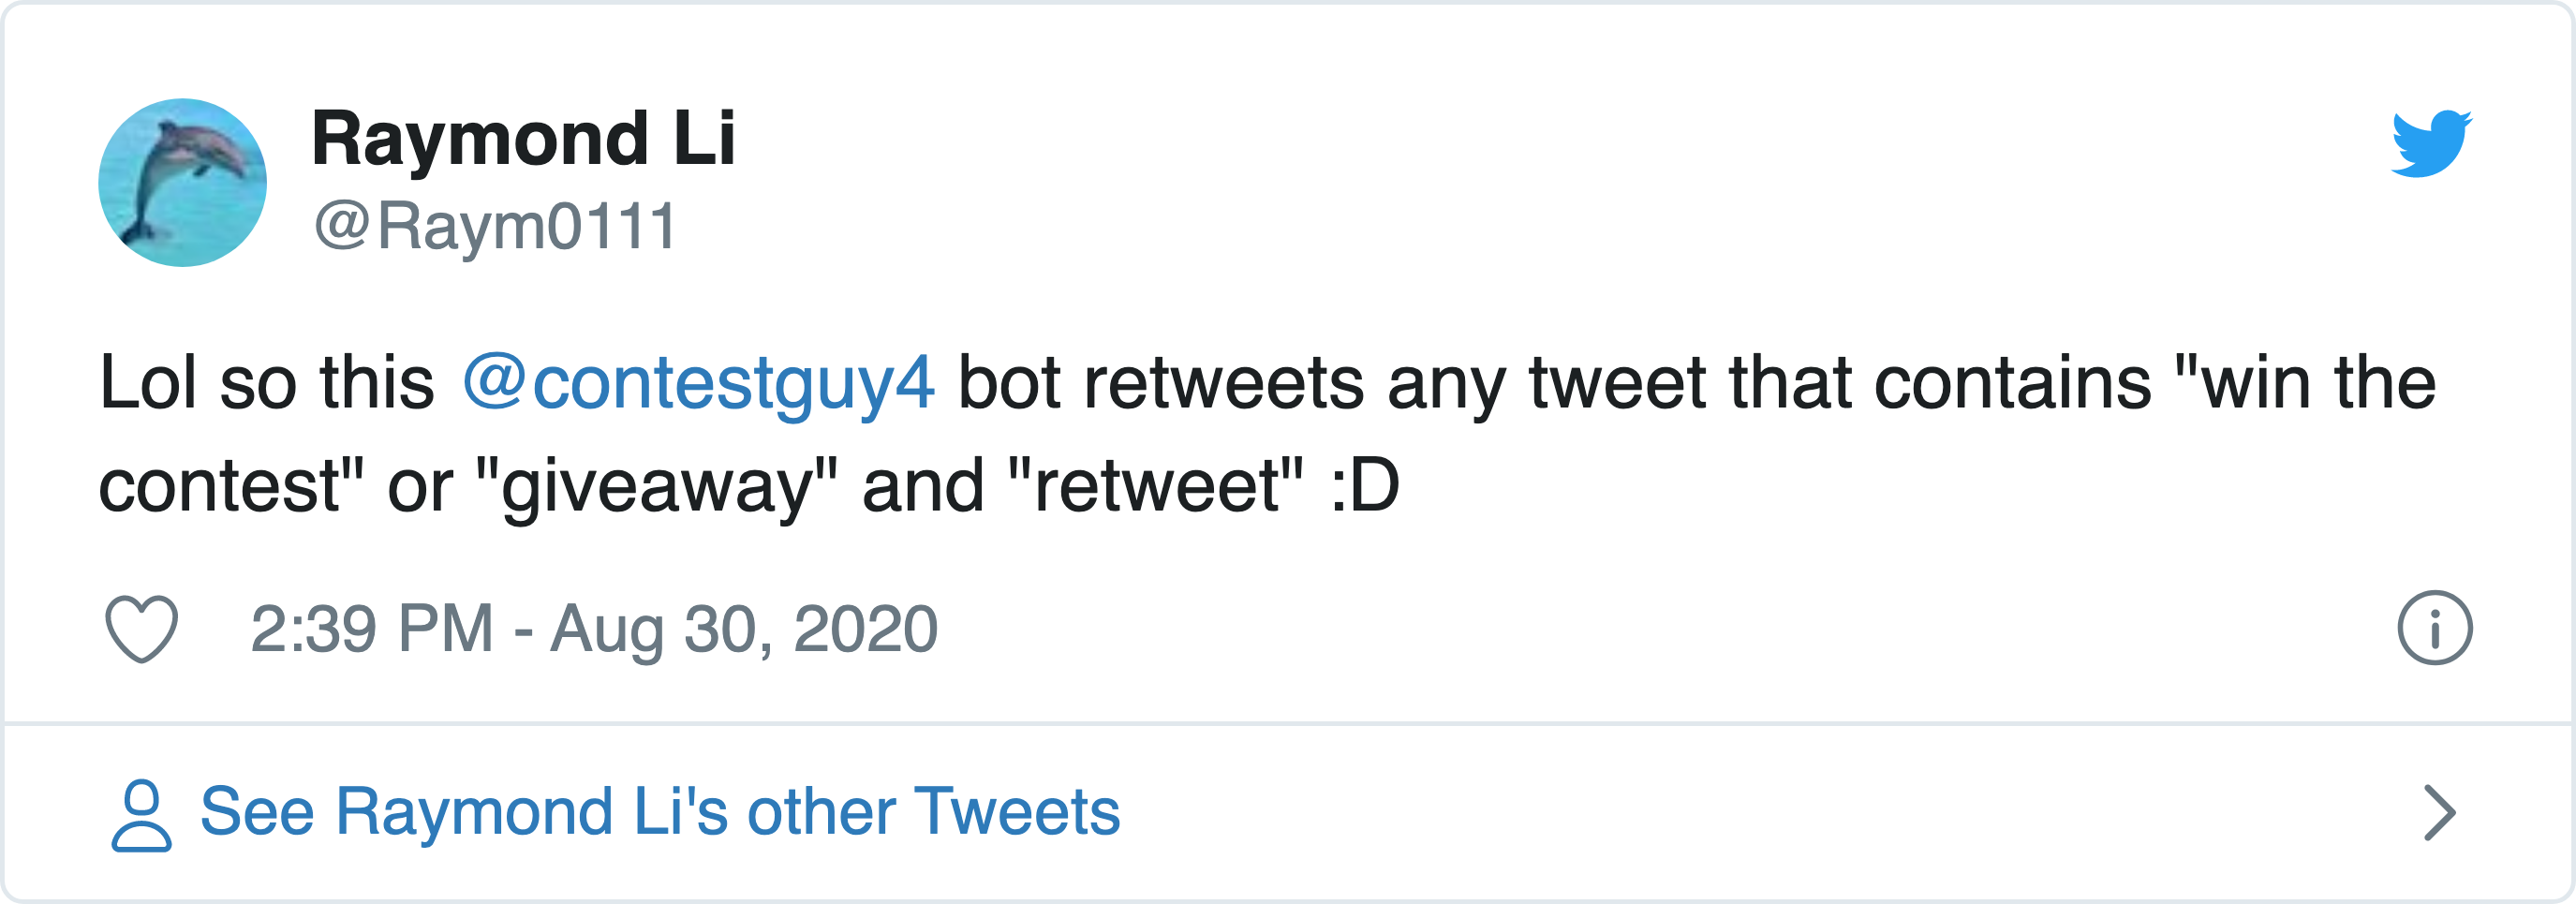 Raymond Li
@Raym0111
Lol so this @contestguy4 bot retweets any tweet that contains "win the
contest" or "giveaway" and "retweet" :D
2:39 PM - Aug 30, 2020
See Raymond Li's other Tweets